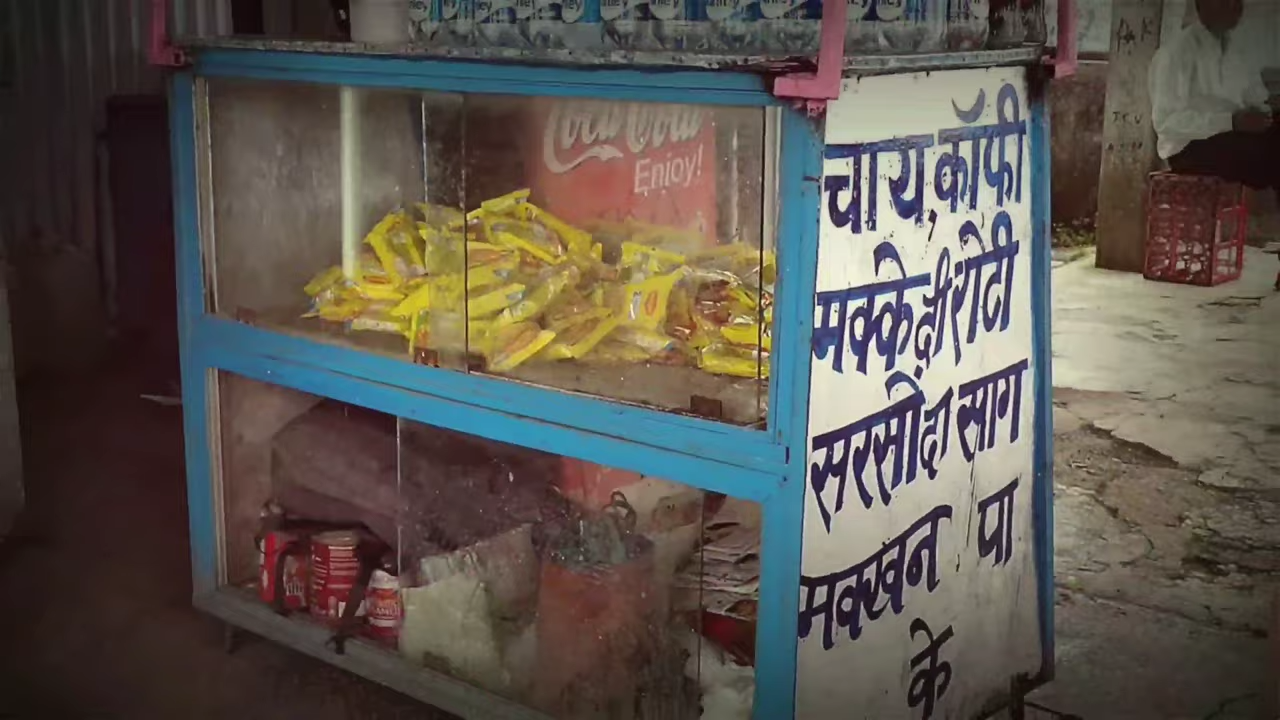 Coca Cola
Enjoy!
चाय,कॉफी
मक्के दी रोटी
सरसों दा साग
मक्खन पा
के